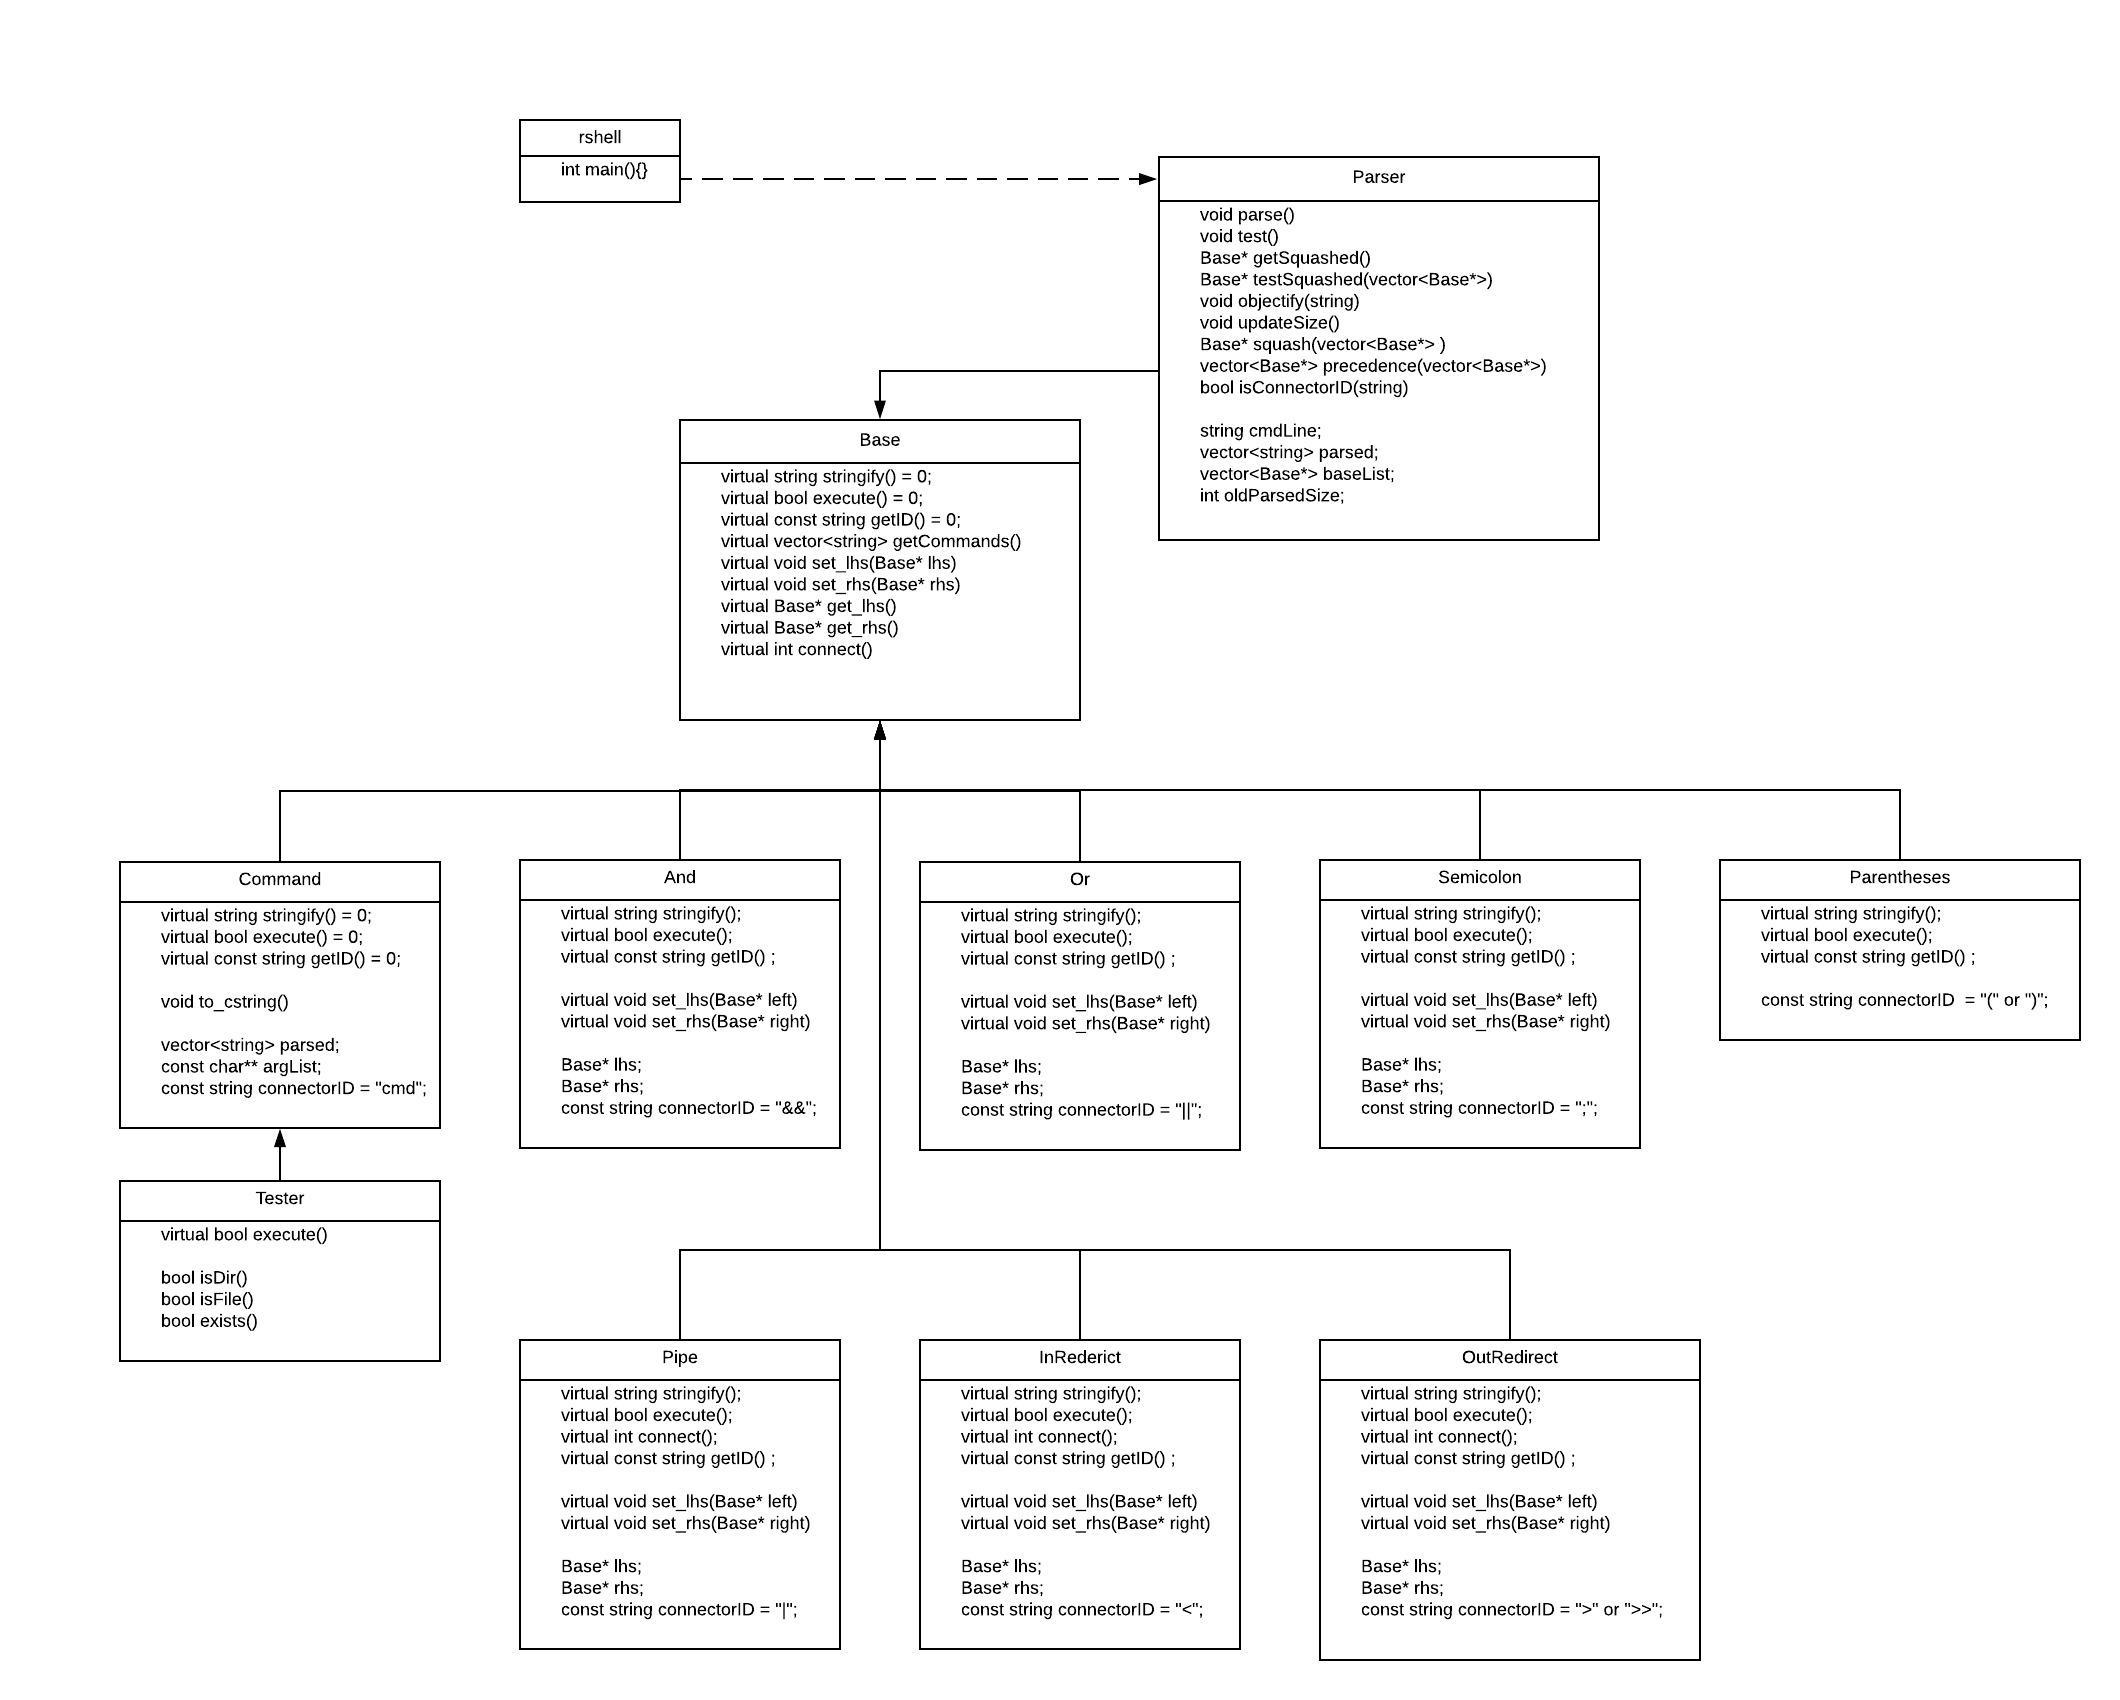 rshell
int main(){}
Parser
void parse()
void test()
Base* getSquashed()
Base* testSquashed(vector<Base*>)
void objectify(string)
void updateSize()
Base* squash(vector<Base*> )
vector<Base*> precedence(vector<Base*>)
bool isConnectorID(string)
string cmdLine;
vector<string> parsed;
vector<Base*> baseList;
int oldParsedSize;
Base
virtual string stringify() = 0;
virtual bool execute() = 0;
virtual const string getID() = 0;
virtual vector<string> getCommands()
virtual void set_lhs(Base* lhs)
virtual void set_rhs(Base* rhs)
virtual Base* get_lhs()
virtual Base* get_rhs()
virtual int connect()
Command
virtual string stringify() = 0;
virtual bool execute() = 0;
virtual const string getID() = 0;
void to_cstring()
vector<string> parsed;
const char** argList;
const string connectorID = "cmd";
And
virtual string stringify();
virtual bool execute();
virtual const string getID() ;
virtual void set_lhs(Base* left)
virtual void set_rhs(Base* right)
Base* lhs;
Base* rhs;
const string connectorID = "&&";
Or
virtual string stringify();
virtual bool execute();
virtual const string getID() ;
virtual void set_lhs(Base* left)
virtual void set_rhs(Base* right)
Base* lhs;
Base* rhs;
const string connectorID = "||";
Semicolon
virtual string stringify();
virtual bool execute();
virtual const string getID() ;
virtual void set_lhs(Base* left)
virtual void set_rhs(Base* right)
Base* lhs;
Base* rhs;
const string connectorID = ";";
Parentheses
virtual string stringify();
virtual bool execute();
virtual const string getID() ;
const string connectorID  = "(" or ")";
Tester
virtual bool execute()
bool isDir()
bool isFile()
bool exists()
Pipe
virtual string stringify();
virtual bool execute();
virtual int connect();
virtual const string getID() ;
virtual void set_lhs(Base* left)
virtual void set_rhs(Base* right)
Base* lhs;
Base* rhs;
const string connectorID = "|";
InRederict
virtual string stringify();
virtual bool execute();
virtual int connect();
virtual const string getID() ;
virtual void set_lhs(Base* left)
virtual void set_rhs(Base* right)
Base* lhs;
Base* rhs;
const string connectorID = "<";
OutRedirect
virtual string stringify();
virtual bool execute();
virtual int connect();
virtual const string getID() ;
virtual void set_lhs(Base* left)
virtual void set_rhs(Base* right)
Base* lhs;
Base* rhs;
const string connectorID = ">" or ">>";